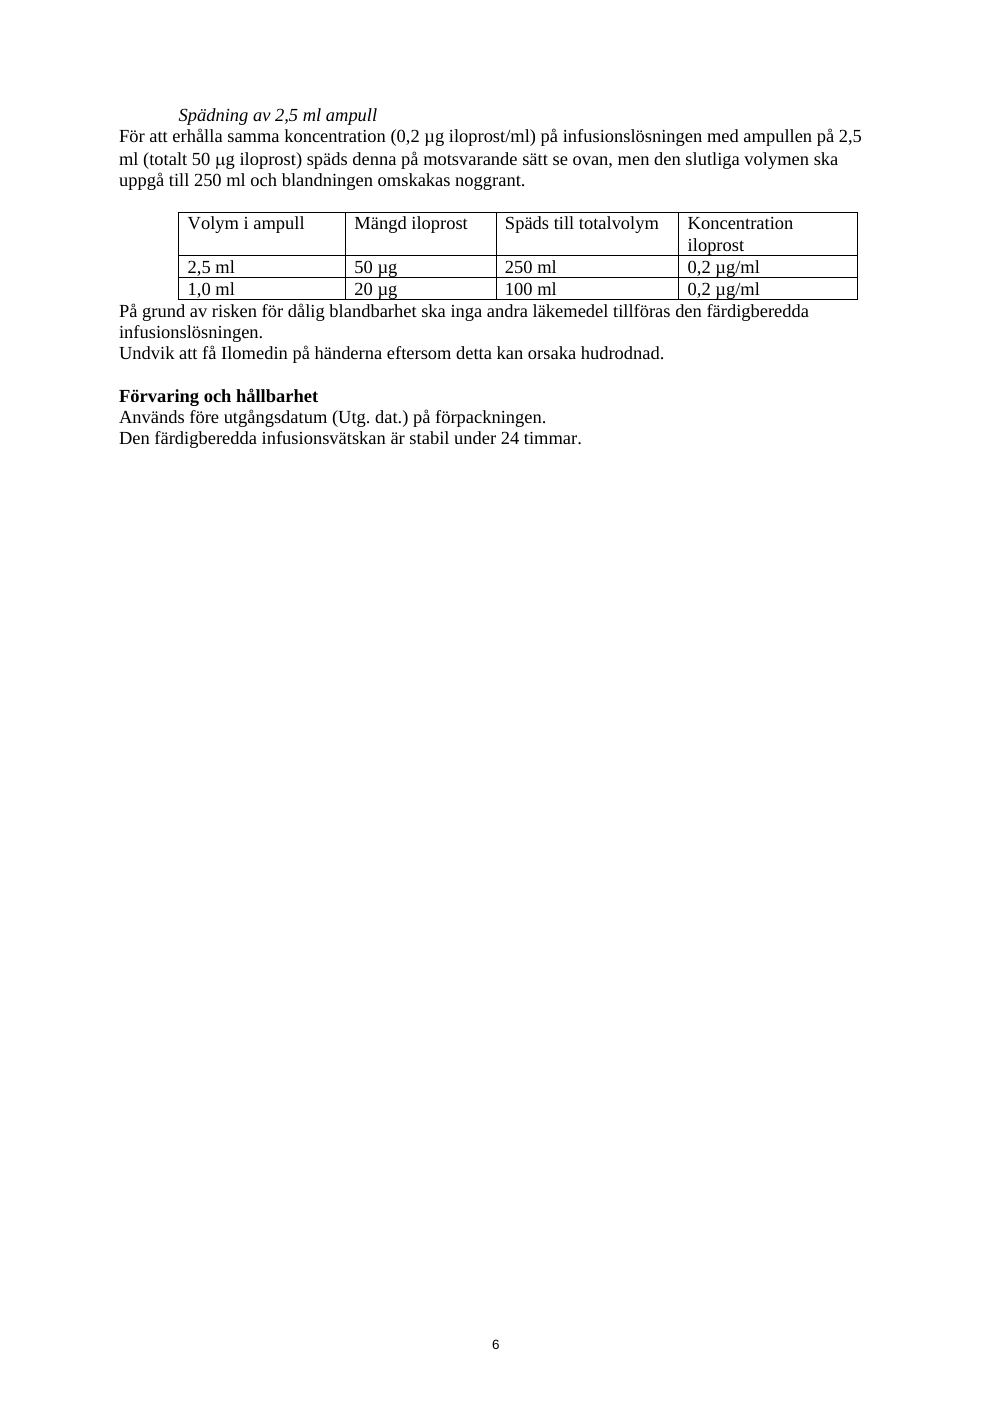 Spädning av 2,5 ml ampull
För att erhålla samma koncentration (0,2 µg iloprost/ml) på infusionslösningen med ampullen på 2,5
ml (totalt 50 μg iloprost) späds denna på motsvarande sätt se ovan, men den slutliga volymen ska
uppgå till 250 ml och blandningen omskakas noggrant.
Volym i ampull Mängd iloprost Späds till totalvolym Koncentration
iloprost
2,5 ml 50 µg 250 ml 0,2 µg/ml
1,0 ml 20 µg 100 ml 0,2 µg/ml
På grund av risken för dålig blandbarhet ska inga andra läkemedel tillföras den färdigberedda
infusionslösningen.
Undvik att få Ilomedin på händerna eftersom detta kan orsaka hudrodnad.
Förvaring och hållbarhet
Används före utgångsdatum (Utg. dat.) på förpackningen.
Den färdigberedda infusionsvätskan är stabil under 24 timmar.
6